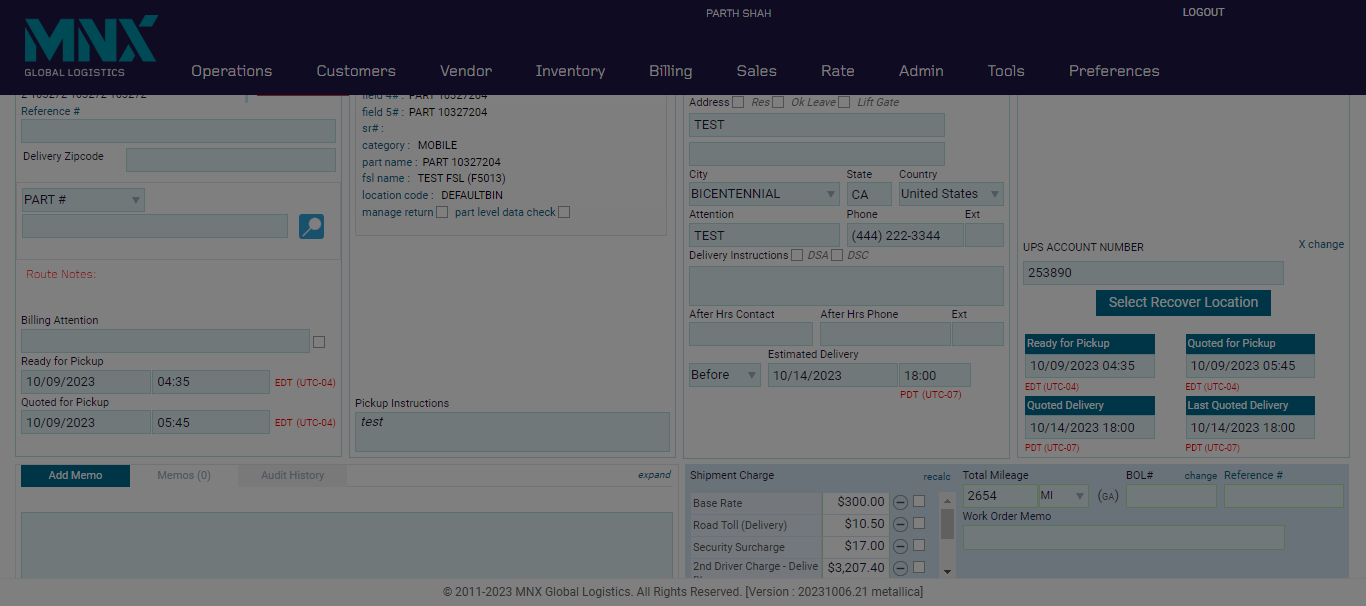 PARTH SHAH
LOGOUT
MNX
GLOBAL LOGISTICS
Operations
Customers
Vendor
Inventory
Billing
Sales
Rate
Admin
Tools
Preferences
Reference #
Delivery Zipcode
PART #
Route Notes:
Billing Attention
Ready for Pickup
10/09/2023 04:35 EDT (UTC-04)
Quoted for Pickup
10/09/2023 05:45 EDT (UTC-04)
field 4# : PART 10327204
field 5# : PART 10327204
sr# :
category : MOBILE
part name : PART 10327204
fsl name : TEST FSL (F5013)
location code : DEFAULTBIN
manage return part level data check
Pickup Instructions
test
Address Res Ok Leave Lift Gate
TEST
City State Country
BICENTENNIAL CA United States
Attention Phone Ext
TEST (444) 222-3344
Delivery Instructions DSA DSC
After Hrs Contact After Hrs Phone Ext
Estimated Delivery
Before 10/14/2023 18:00
PDT (UTC-07)
UPS ACCOUNT NUMBER X change
253890
Select Recover Location
Ready for Pickup Quoted for Pickup
10/09/2023 04:35 10/09/2023 05:45
EDT (UTC-04) EDT (UTC-04)
Quoted Delivery Last Quoted Delivery
10/14/2023 18:00 10/14/2023 18:00
PDT (UTC-07) PDT (UTC-07)
Add Memo Memos (0) Audit History expand
Shipment Charge recalc
Base Rate $300.00
Road Toll (Delivery) $10.50
Security Surcharge $17.00
2nd Driver Charge - Delive $3,207.40
Total Mileage BOL# change Reference #
2654 MI (GA)
Work Order Memo
© 2011-2023 MNX Global Logistics. All Rights Reserved. [Version : 20231006.21 metallica]